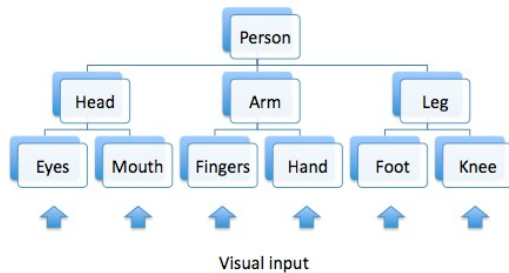 Person
Head Arm Leg
Eyes Mouth Fingers Hand Foot Knee
Visual input